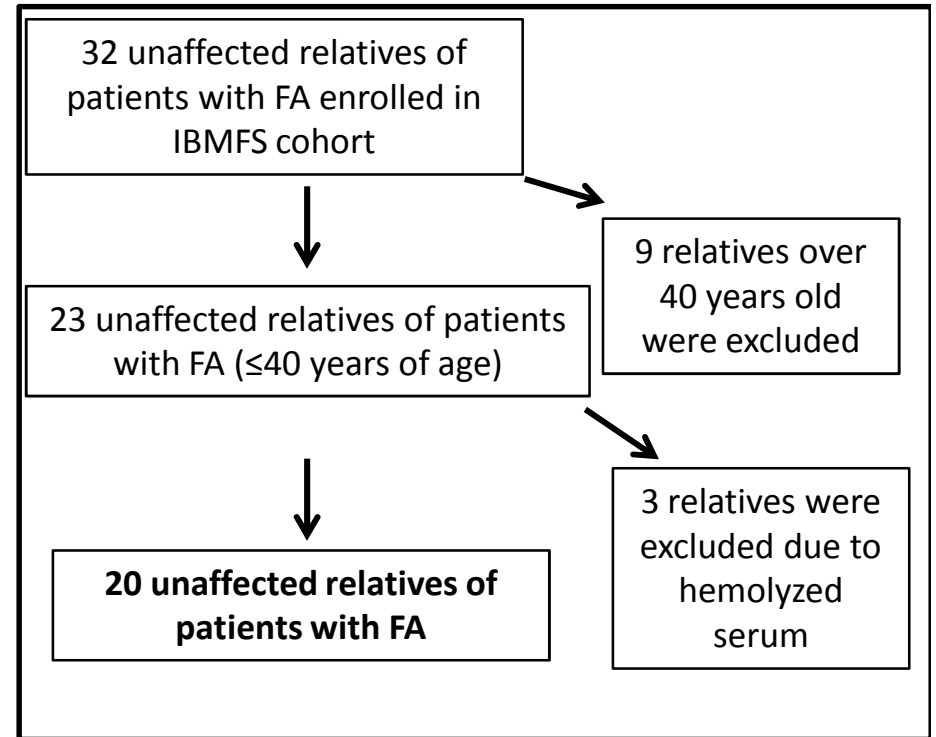 32 unaffected relatives of
patients with FA enrolled in
IBMFS cohort
9 relatives over
40 years old
were excluded
23 unaffected relatives of patients
with FA (≤40 years of age)
3 relatives were
excluded due to
hemolyzed
serum
20 unaffected relatives of
patients with FA